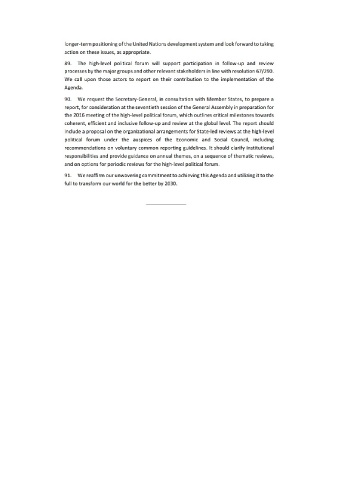 longer-term positioning of the United Nations development system and look forward to taking
action on these issues, as appropriate.
89. The high-level political forum will support participation in follow-up and review
processes by the major groups and other relevant stakeholders in line with resolution 67/290.
We call upon those actors to report on their contribution to the implementation of the
Agenda.
90. We request the Secretary-General, in consultation with Member States, to prepare a
report, for consideration at the seventieth session of the General Assembly in preparation for
the 2016 meeting of the high-level political forum, which outlines critical milestones towards
coherent, efficient and inclusive follow-up and review at the global level. The report should
include a proposal on the organizational arrangements for State-led reviews at the high-level
political forum under the auspices of the Economic and Social Council, including
recommendations on voluntary common reporting guidelines. It should clarify institutional
responsibilities and provide guidance on annual themes, on a sequence of thematic reviews,
and on options for periodic reviews for the high-level political forum.
91. We reaffirm our unwavering commitment to achieving this Agenda and utilizing it to the
full to transform our world for the better by 2030.